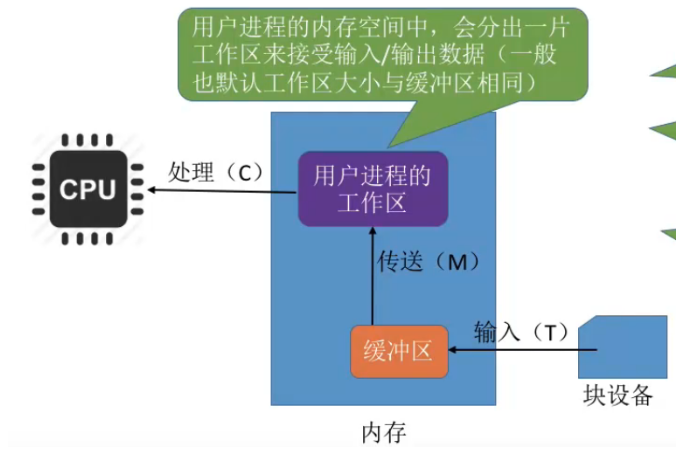 用户进程的内存空间中，会分出一片
工作区来接受输入/输出数据（一般
也默认工作区大小与缓冲区相同）
CPU
处理（C）
用户进程的
工作区
传送（M）
缓冲区
输入（T）
块设备
内存